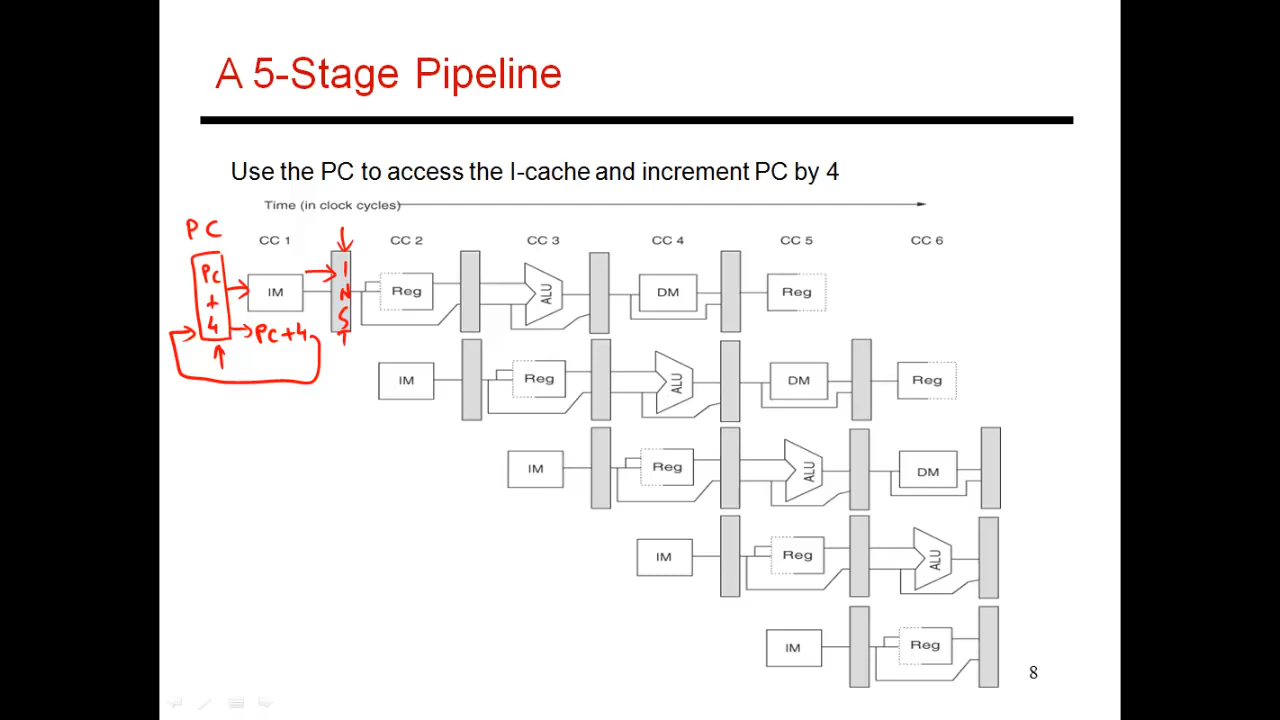 A 5-Stage Pipeline
Use the PC to access the I-cache and increment PC by 4
Time (in clock cycles)
PC
CC 1 CC 2 CC 3 CC 4 CC 5 CC 6
PC
+
4
PC+4
I
N
S
T
IM Reg ALU DM Reg
IM Reg ALU DM Reg
IM Reg ALU DM
IM Reg ALU
IM Reg
8